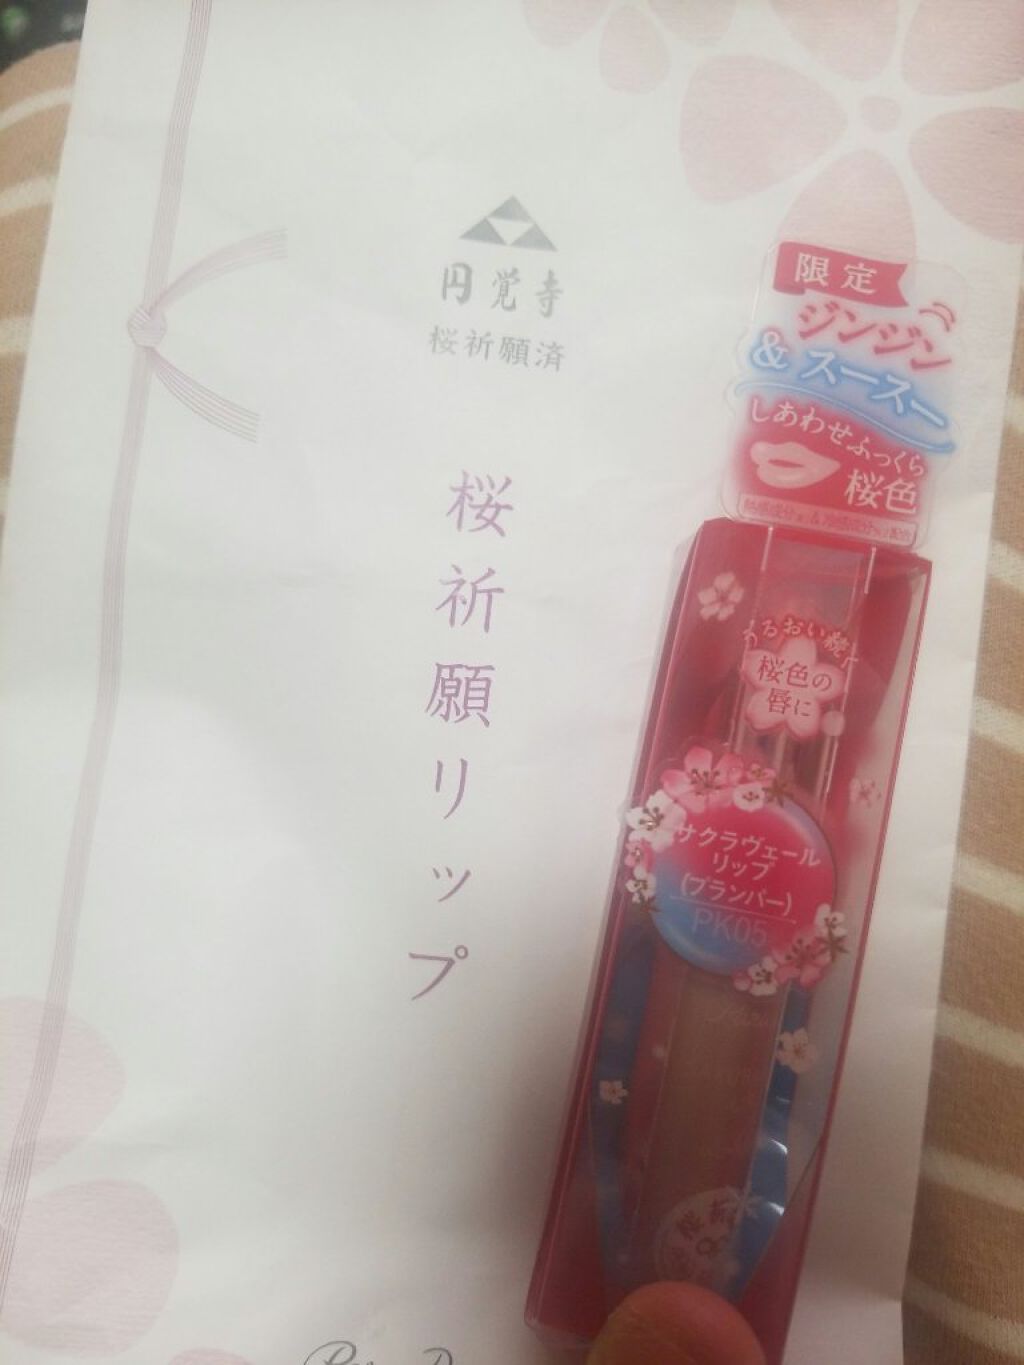 円覚寺
桜祈願済
桜祈願リップ
限定
ジンジン
& スースー
しあわせふっくら
桜色
うるおい続く
桜色の
唇に
サクラヴェール
リップ
(プランパー)
PK05